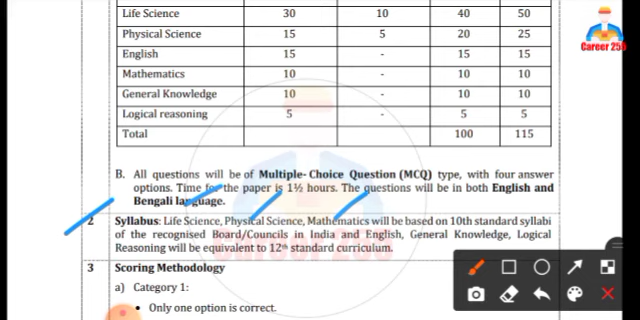 Life Science 30 10 40 50
Physical Science 15 5 20 25
English 15 - 15 15
Mathematics 10 - 10 10
General Knowledge 10 - 10 10
Logical reasoning 5 - 5 5
Total 100 115
Career 256
B. All questions will be of Multiple- Choice Question (MCQ) type, with four answer
options. Time for the paper is 1½ hours. The questions will be in both English and
Bengali language.
2 Syllabus: Life Science, Physical Science, Mathematics will be based on 10th standard syllabi
of the recognised Board/Councils in India and English, General Knowledge, Logical
Reasoning will be equivalent to 12th standard curriculum.
3 Scoring Methodology
a) Category 1:
• Only one option is correct.